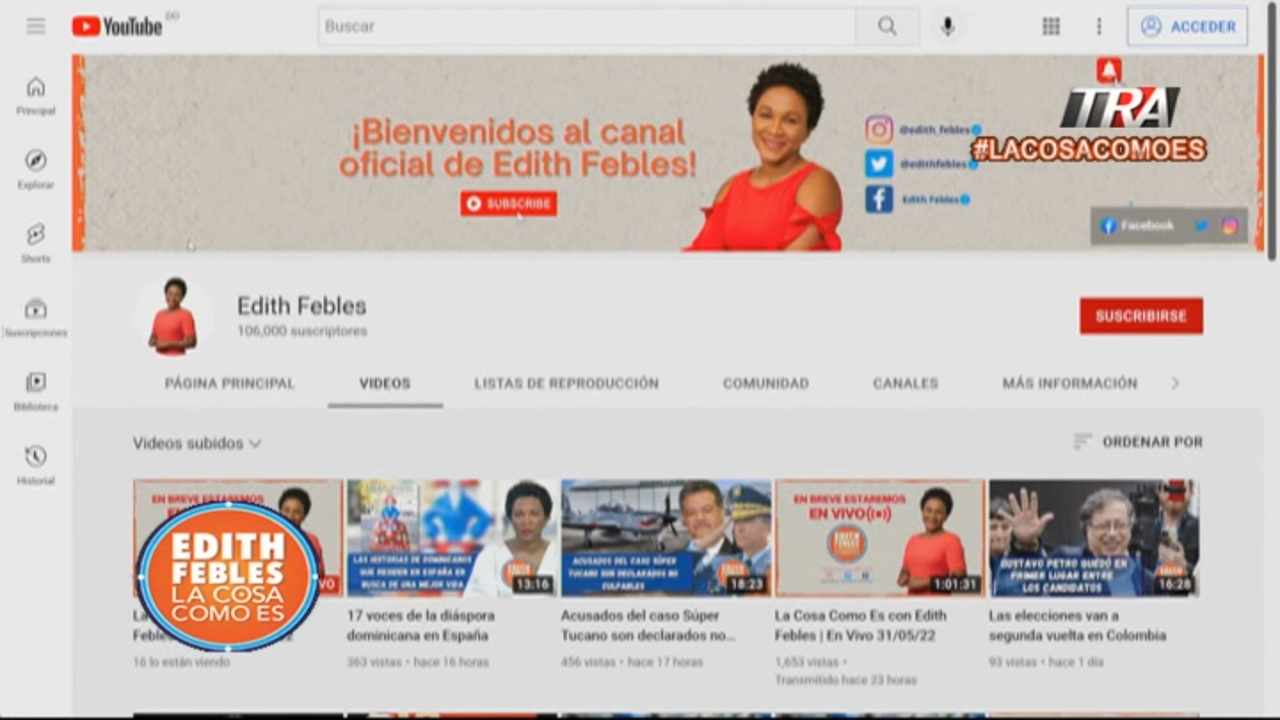 YouTube DO
Buscar
ACCEDER
Principal
Explorar
Shorts
Suscripciones
Biblioteca
Historial
¡Bienvenidos al canal
oficial de Edith Febles!
SUBSCRIBE
@edith_febles
@edithfebles
Edith Febles
TRA
#LACOSACOMOES
Facebook
Edith Febles
106,000 suscriptores
SUSCRIBIRSE
PÁGINA PRINCIPAL
VIDEOS
LISTAS DE REPRODUCCIÓN
COMUNIDAD
CANALES
MÁS INFORMACIÓN
Videos subidos
ORDENAR POR
EN BREVE ESTAREMOS
EDITH
FEBLES
LA COSA
COMO ES
16 lo están viendo
LAS HISTORIAS DE DOMINICANOS
QUE RESIDEN EN ESPAÑA EN
BUSCA DE UNA MEJOR VIDA
13:16
17 voces de la diáspora
dominicana en España
363 vistas • hace 16 horas
ACUSADOS DEL CASO SÚPER
TUCANO SON DECLARADOS NO
CULPABLES
18:23
Acusados del caso Súper
Tucano son declarados no...
456 vistas • hace 17 horas
EN BREVE ESTAREMOS
EN VIVO
1:01:31
La Cosa Como Es con Edith
Febles | En Vivo 31/05/22
1,653 vistas •
Transmitido hace 23 horas
GUSTAVO PETRO QUEDÓ EN
PRIMER LUGAR ENTRE
LOS CANDIDATOS
16:28
Las elecciones van a
segunda vuelta en Colombia
93 vistas • hace 1 día